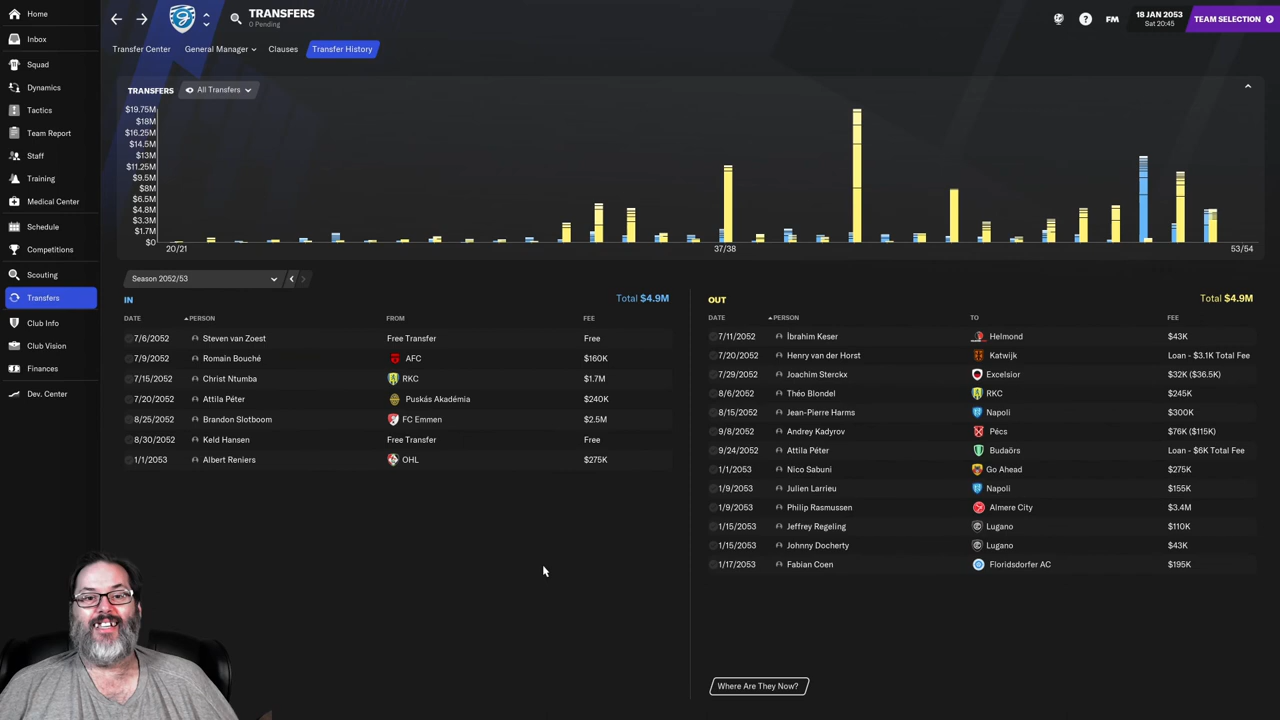 Home
Inbox
Squad
Dynamics
Tactics
Team Report
Staff
Training
Medical Center
Schedule
Competitions
Scouting
Transfers
Club Info
Club Vision
Finances
Dev. Center
TRANSFERS
0 Pending
FM
18 JAN 2053
Sat 20:45
TEAM SELECTION
Transfer Center
General Manager
Clauses
Transfer History
TRANSFERS
All Transfers
$19.75M
$18M
$16.25M
$14.5M
$13M
$11.25M
$9.5M
$8M
$6.5M
$4.8M
$3.3M
$1.7M
$0
20/21
37/38
53/54
Season 2052/53
IN
Total $4.9M
DATE PERSON FROM FEE
7/6/2052 Steven van Zoest Free Transfer Free
7/9/2052 Romain Bouché AFC $160K
7/15/2052 Christ Ntumba RKC $1.7M
7/20/2052 Attila Péter Puskás Akadémia $240K
8/25/2052 Brandon Slotboom FC Emmen $2.5M
8/30/2052 Keld Hansen Free Transfer Free
1/1/2053 Albert Reniers OHL $275K
OUT
Total $4.9M
DATE PERSON TO FEE
7/11/2052 İbrahim Keser Helmond $43K
7/20/2052 Henry van der Horst Katwijk Loan - $3.1K Total Fee
7/29/2052 Joachim Sterckx Excelsior $32K ($36.5K)
8/6/2052 Théo Blondel RKC $245K
8/15/2052 Jean-Pierre Harms Napoli $300K
9/8/2052 Andrey Kadyrov Pécs $76K ($115K)
9/24/2052 Attila Péter Budaörs Loan - $6K Total Fee
1/1/2053 Nico Sabuni Go Ahead $275K
1/9/2053 Julien Larrieu Napoli $155K
1/9/2053 Philip Rasmussen Almere City $3.4M
1/15/2053 Jeffrey Regeling Lugano $110K
1/15/2053 Johnny Docherty Lugano $43K
1/17/2053 Fabian Coen Floridsdorfer AC $195K
Where Are They Now?